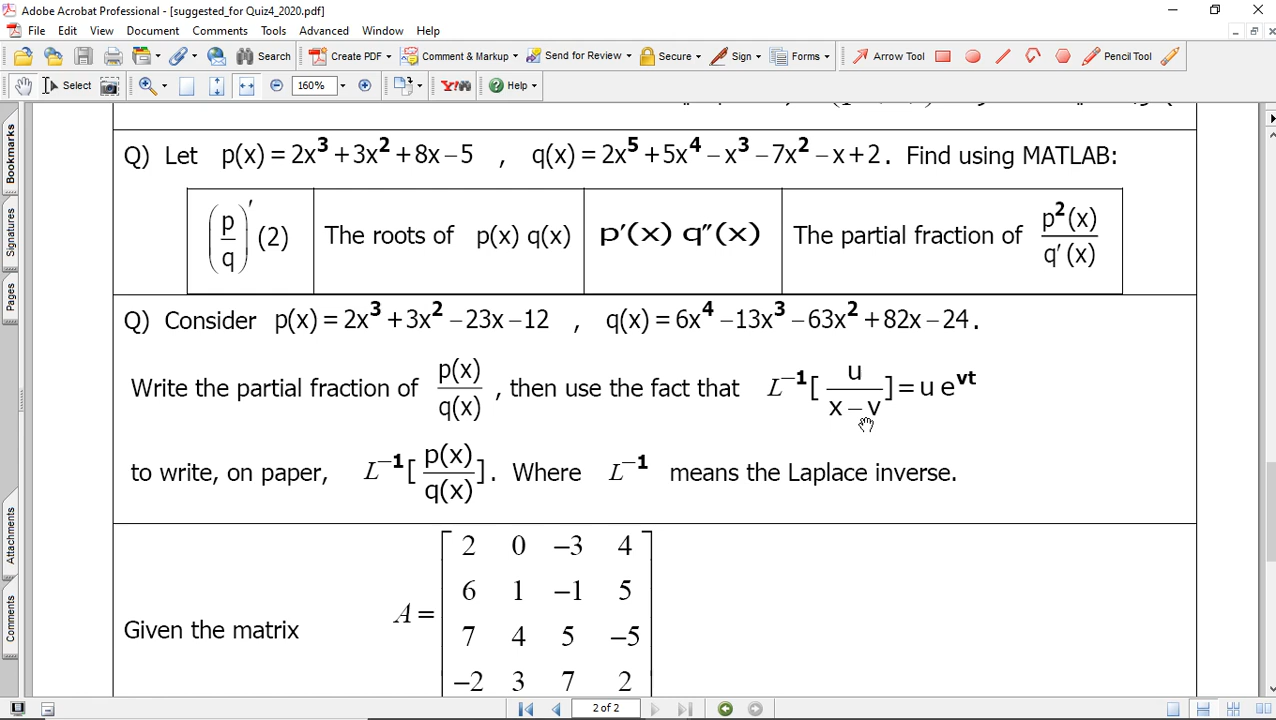 Adobe Acrobat Professional - [suggested_for Quiz4_2020.pdf]
File Edit View Document Comments Tools Advanced Window Help
Search Create PDF Comment & Markup Send for Review Secure Sign Forms Arrow Tool Pencil Tool
Select 160% Y! Help
Bookmarks
Signatures
Pages
Attachments
Comments
Q) Let p(x) = 2x³ + 3x² + 8x − 5 , q(x) = 2x⁵ + 5x⁴ − x³ − 7x² − x + 2. Find using MATLAB:
(p/q)′ (2) The roots of p(x) q(x) p′(x) q″(x) The partial fraction of p²(x)/q′(x)
Q) Consider p(x) = 2x³ + 3x² − 23x − 12 , q(x) = 6x⁴ − 13x³ − 63x² + 82x − 24 .
Write the partial fraction of p(x)/q(x) , then use the fact that L⁻¹[ u/(x − v) ] = u eᵛᵗ
to write, on paper, L⁻¹[ p(x)/q(x) ]. Where L⁻¹ means the Laplace inverse.
Given the matrix A =
2 0 −3 4
6 1 −1 5
7 4 5 −5
−2 3 7 2
2 of 2